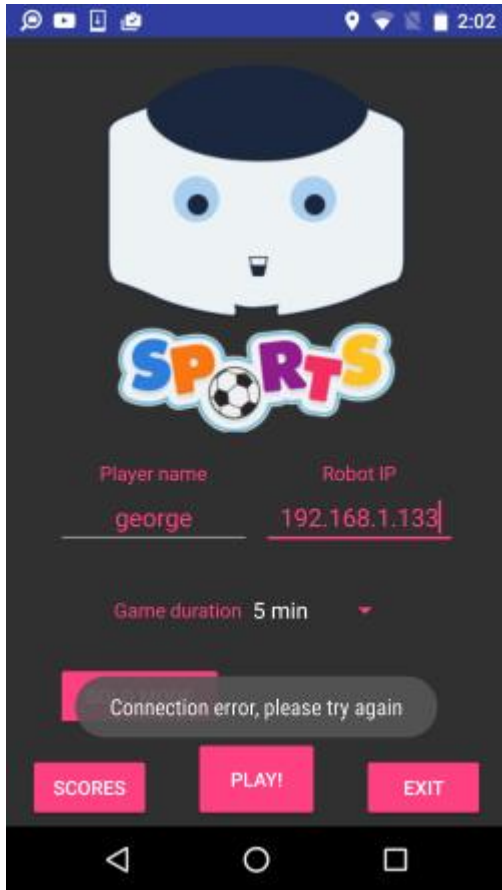 2:02
SPORTS
Player name
Robot IP
george
192.168.1.133
Game duration 5 min
Connection error, please try again
SCORES
PLAY!
EXIT